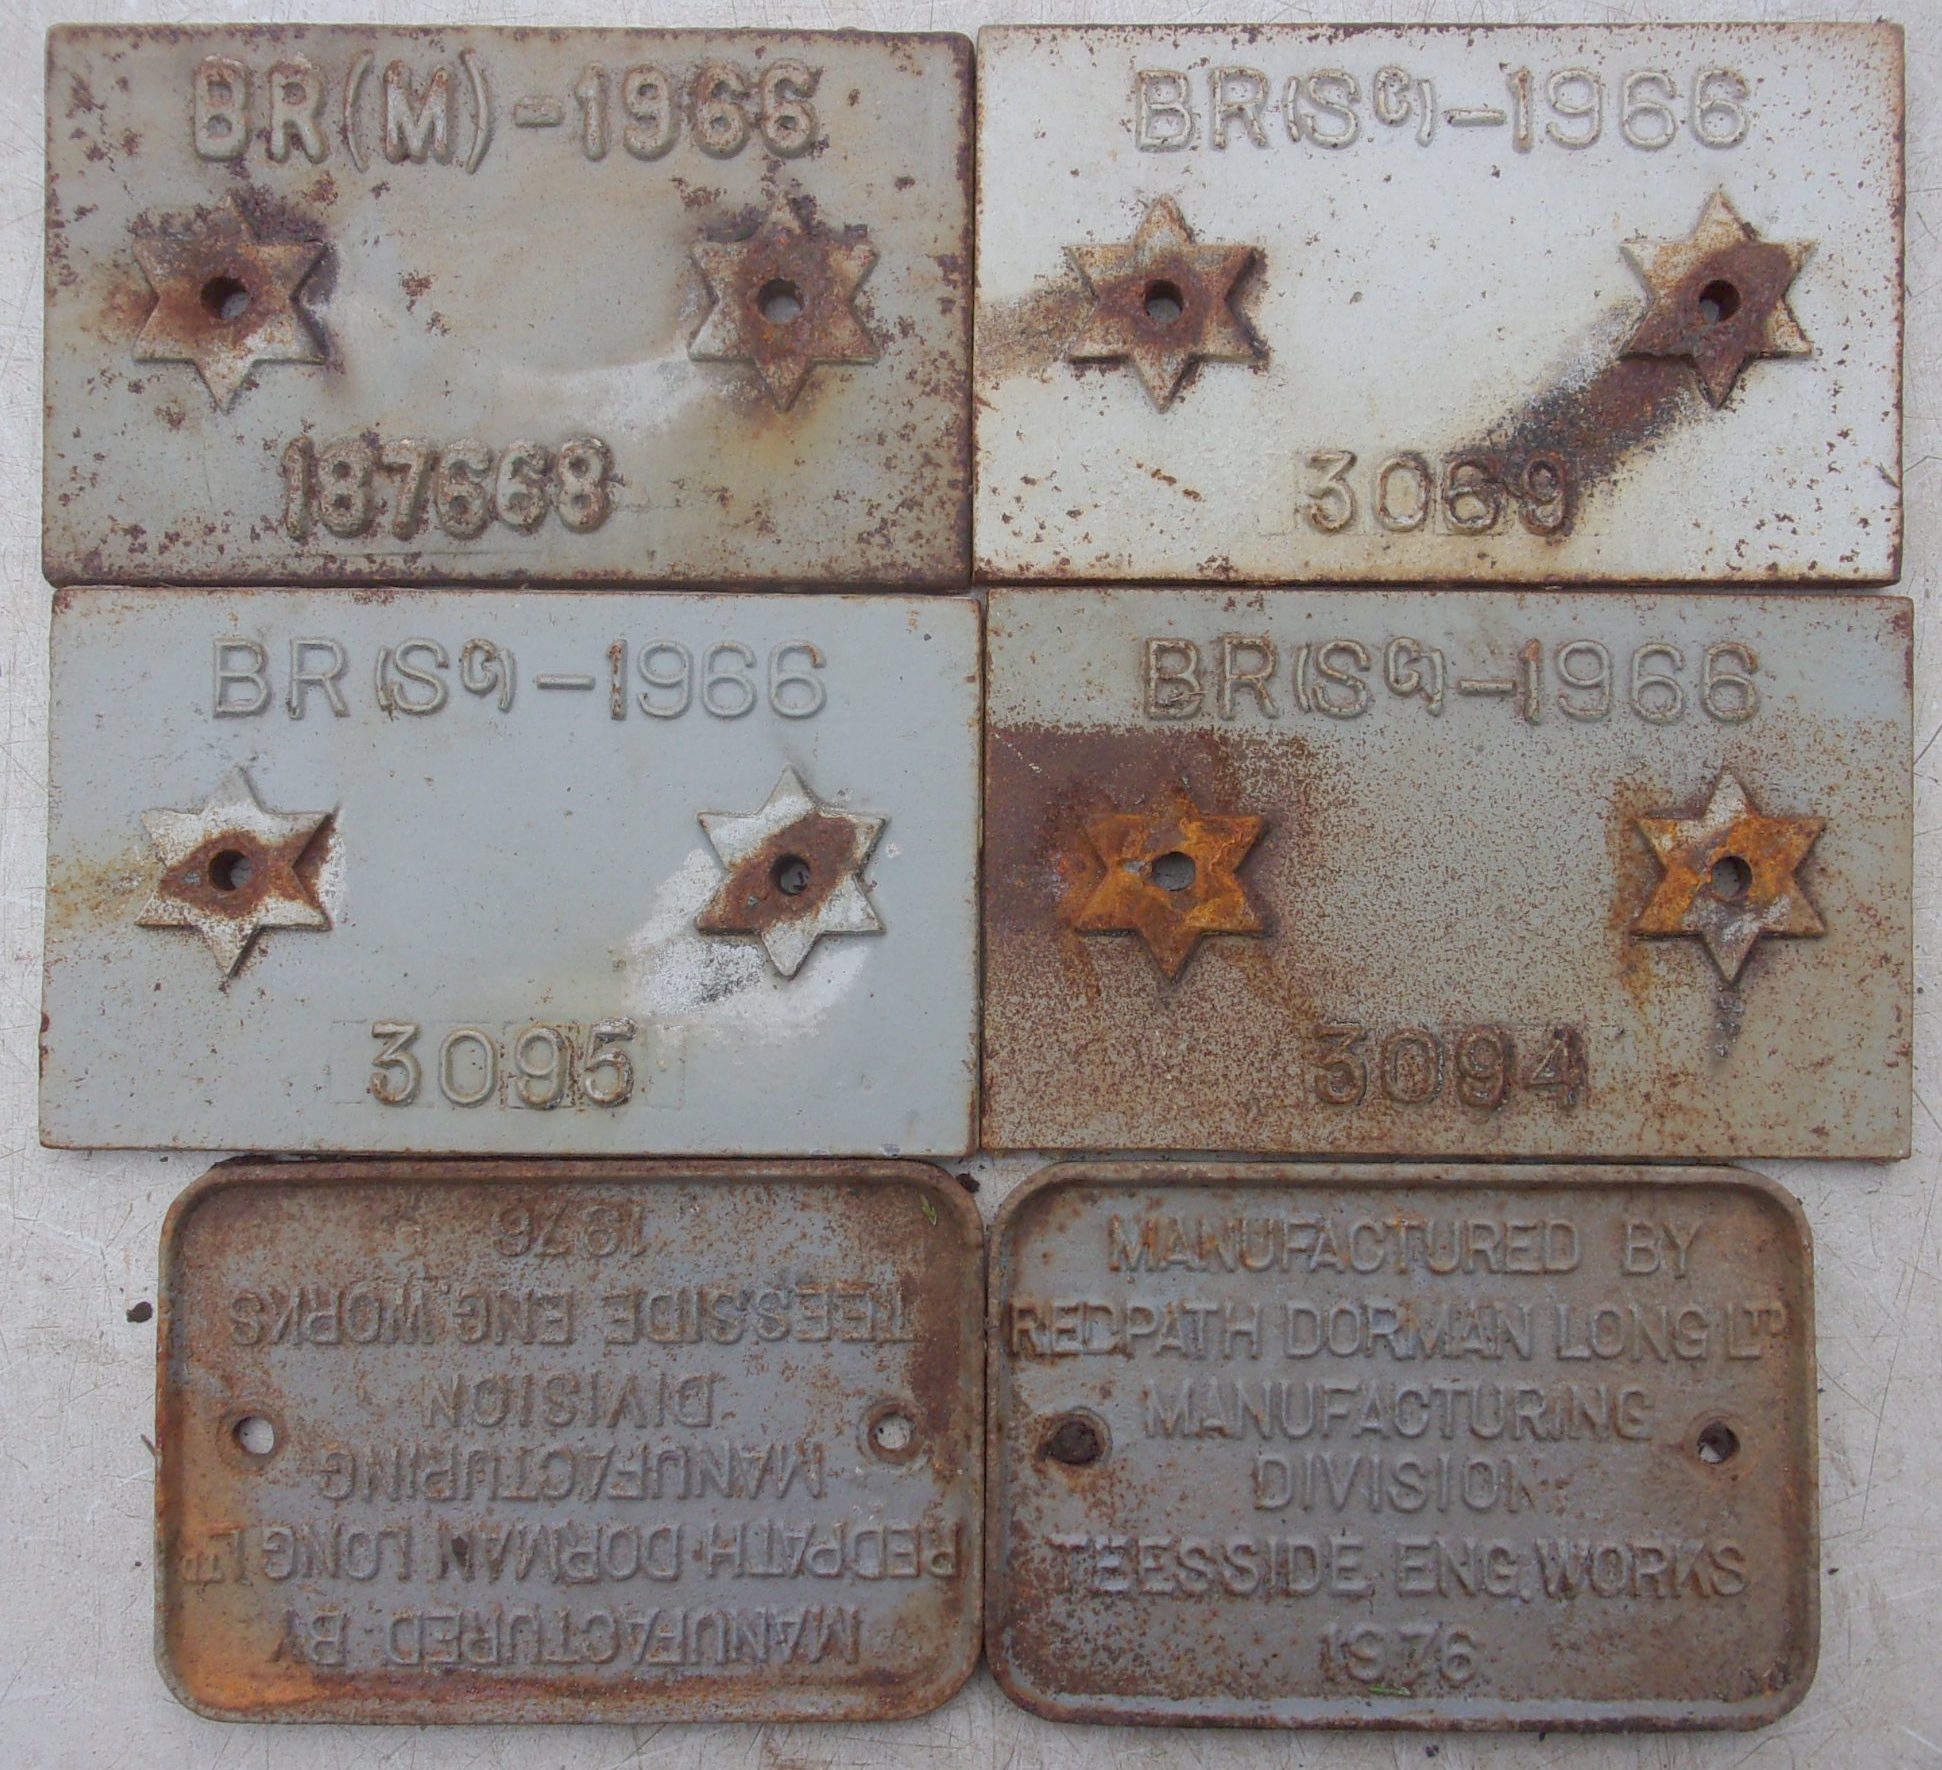 BR(M)-1966
187668
BR(SC)-1966
3069
BR(SC)-1966
3095
BR(SC)-1966
3094
MANUFACTURED BY
REDPATH DORMAN LONG LTD
MANUFACTURING
DIVISION
TEESSIDE ENG. WORKS
1976
MANUFACTURED BY
REDPATH DORMAN LONG LTD
MANUFACTURING
DIVISION
TEESSIDE ENG. WORKS
1976